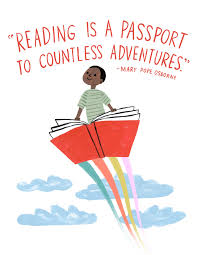 “READING IS A PASSPORT
TO COUNTLESS ADVENTURES.”
–MARY POPE OSBORNE